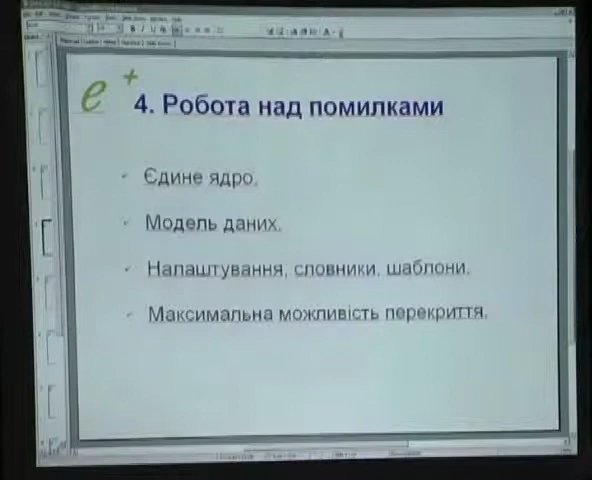 e+
4. Робота над помилками
Єдине ядро.
Модель даних.
Налаштування, словники, шаблони.
Максимальна можливість перекриття.